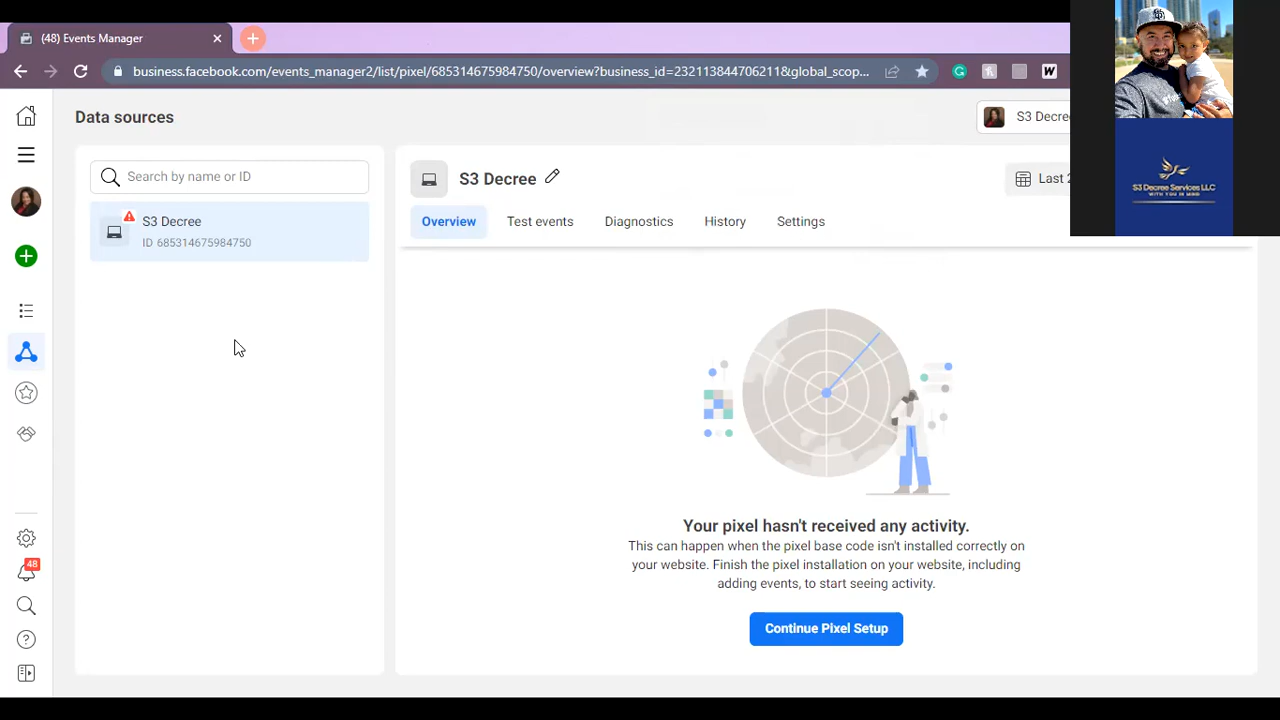 (48) Events Manager
business.facebook.com/events_manager2/list/pixel/685314675984750/overview?business_id=232113844706211&global_scop...
Data sources
S3 Decre
Search by name or ID
S3 Decree
ID 685314675984750
S3 Decree
Last 2
Overview
Test events
Diagnostics
History
Settings
S3 Decree Services LLC
WITH YOU IN MIND
48
Your pixel hasn't received any activity.
This can happen when the pixel base code isn't installed correctly on
your website. Finish the pixel installation on your website, including
adding events, to start seeing activity.
Continue Pixel Setup